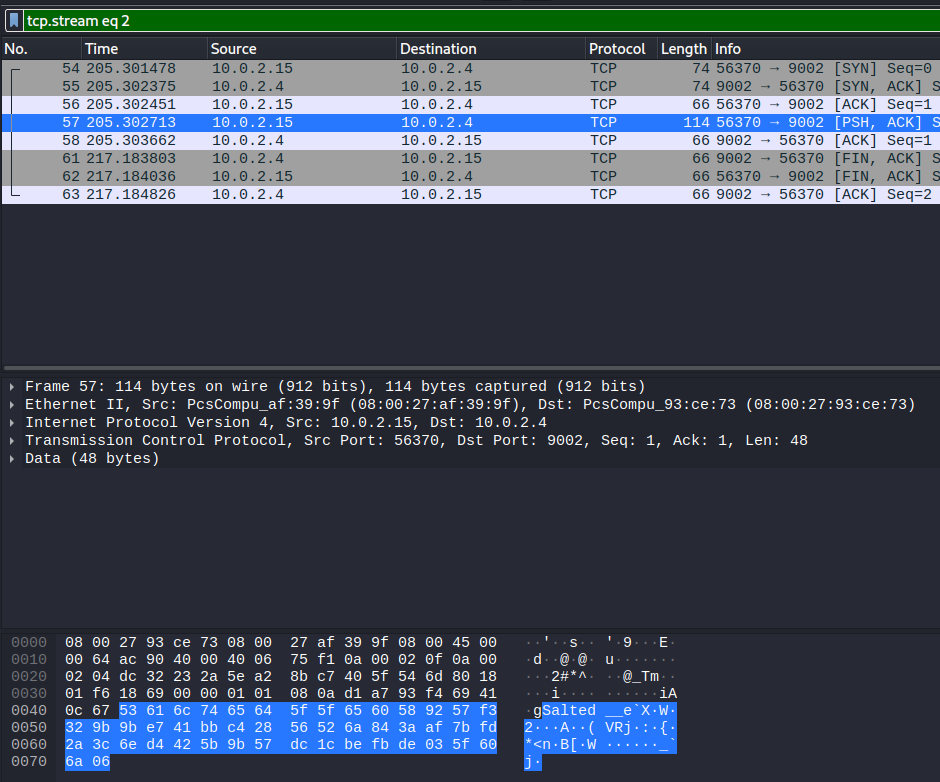 tcp.stream eq 2
No. Time Source Destination Protocol Length Info
54 205.301478 10.0.2.15 10.0.2.4 TCP 74 56370 → 9002 [SYN] Seq=0
55 205.302375 10.0.2.4 10.0.2.15 TCP 74 9002 → 56370 [SYN, ACK] S
56 205.302451 10.0.2.15 10.0.2.4 TCP 66 56370 → 9002 [ACK] Seq=1
57 205.302713 10.0.2.15 10.0.2.4 TCP 114 56370 → 9002 [PSH, ACK] S
58 205.303662 10.0.2.4 10.0.2.15 TCP 66 9002 → 56370 [ACK] Seq=1
61 217.183803 10.0.2.4 10.0.2.15 TCP 66 9002 → 56370 [FIN, ACK] S
62 217.184036 10.0.2.15 10.0.2.4 TCP 66 56370 → 9002 [FIN, ACK] S
63 217.184826 10.0.2.4 10.0.2.15 TCP 66 9002 → 56370 [ACK] Seq=2
Frame 57: 114 bytes on wire (912 bits), 114 bytes captured (912 bits)
Ethernet II, Src: PcsCompu_af:39:9f (08:00:27:af:39:9f), Dst: PcsCompu_93:ce:73 (08:00:27:93:ce:73)
Internet Protocol Version 4, Src: 10.0.2.15, Dst: 10.0.2.4
Transmission Control Protocol, Src Port: 56370, Dst Port: 9002, Seq: 1, Ack: 1, Len: 48
Data (48 bytes)
0000 08 00 27 93 ce 73 08 00 27 af 39 9f 08 00 45 00 ··'··s·· '·9···E·
0010 00 64 ac 90 40 00 40 06 75 f1 0a 00 02 0f 0a 00 ·d··@·@· u·······
0020 02 04 dc 32 23 2a 5e a2 8b c7 40 5f 54 6d 80 18 ···2#*^· ··@_Tm··
0030 01 f6 18 69 00 00 01 01 08 0a d1 a7 93 f4 69 41 ···i···· ······iA
0040 0c 67 53 61 6c 74 65 64 5f 5f 65 60 58 92 57 f3 ·gSalted __e`X·W·
0050 32 9b 9b e7 41 bb c4 28 56 52 6a 84 3a af 7b fd 2···A··( VRj·:·{·
0060 2a 3c 6e d4 42 5b 9b 57 dc 1c be fb de 03 5f 60 *<n·B[·W ······_`
0070 6a 06 j·